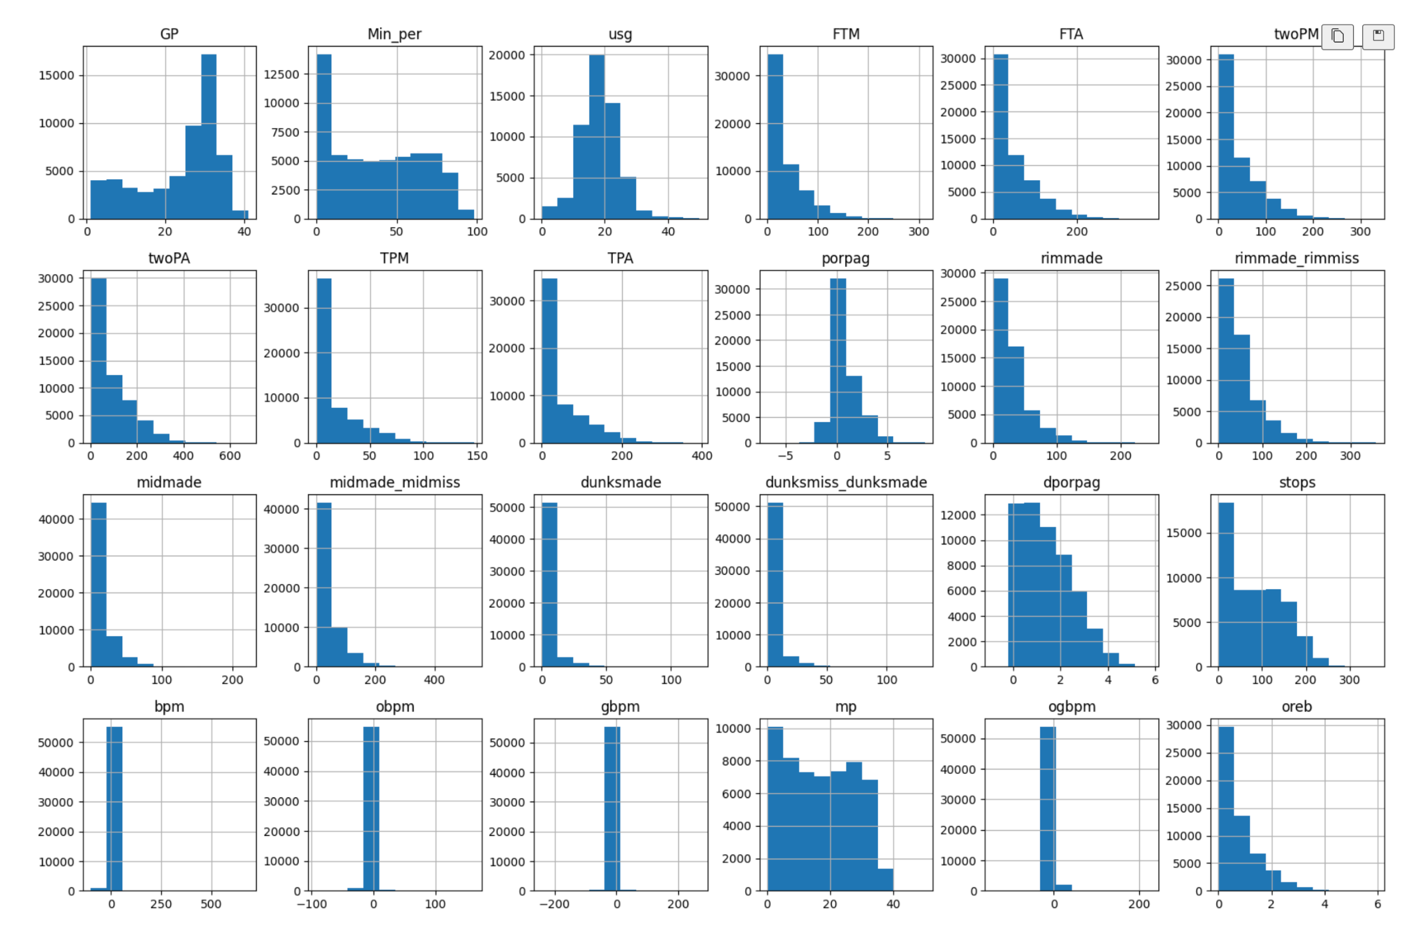 GP Min_per usg FTM FTA twoPM
15000 10000 5000 0 0 20 40
12500 10000 7500 5000 2500 0 0 50 100
20000 15000 10000 5000 0 0 20 40
30000 20000 10000 0 0 100 200 300
30000 25000 20000 15000 10000 5000 0 0 200
30000 25000 20000 15000 10000 5000 0 0 100 200 300
twoPA TPM TPA porpag rimmade rimmade_rimmiss
30000 25000 20000 15000 10000 5000 0 0 200 400 600
30000 20000 10000 0 0 50 100 150
30000 20000 10000 0 0 200 400
30000 25000 20000 15000 10000 5000 0 −5 0 5
30000 25000 20000 15000 10000 5000 0 0 100 200
25000 20000 15000 10000 5000 0 0 100 200 300
midmade midmade_midmiss dunksmade dunksmiss_dunksmade dporpag stops
40000 30000 20000 10000 0 0 100 200
40000 30000 20000 10000 0 0 200 400
50000 40000 30000 20000 10000 0 0 50 100
50000 40000 30000 20000 10000 0 0 50 100
12000 10000 8000 6000 4000 2000 0 0 2 4 6
15000 10000 5000 0 0 100 200 300
bpm obpm gbpm mp ogbpm oreb
50000 40000 30000 20000 10000 0 0 250 500
50000 40000 30000 20000 10000 0 −100 0 100
50000 40000 30000 20000 10000 0 −200 0 200
10000 8000 6000 4000 2000 0 0 20 40
50000 40000 30000 20000 10000 0 0 200
30000 25000 20000 15000 10000 5000 0 0 2 4 6